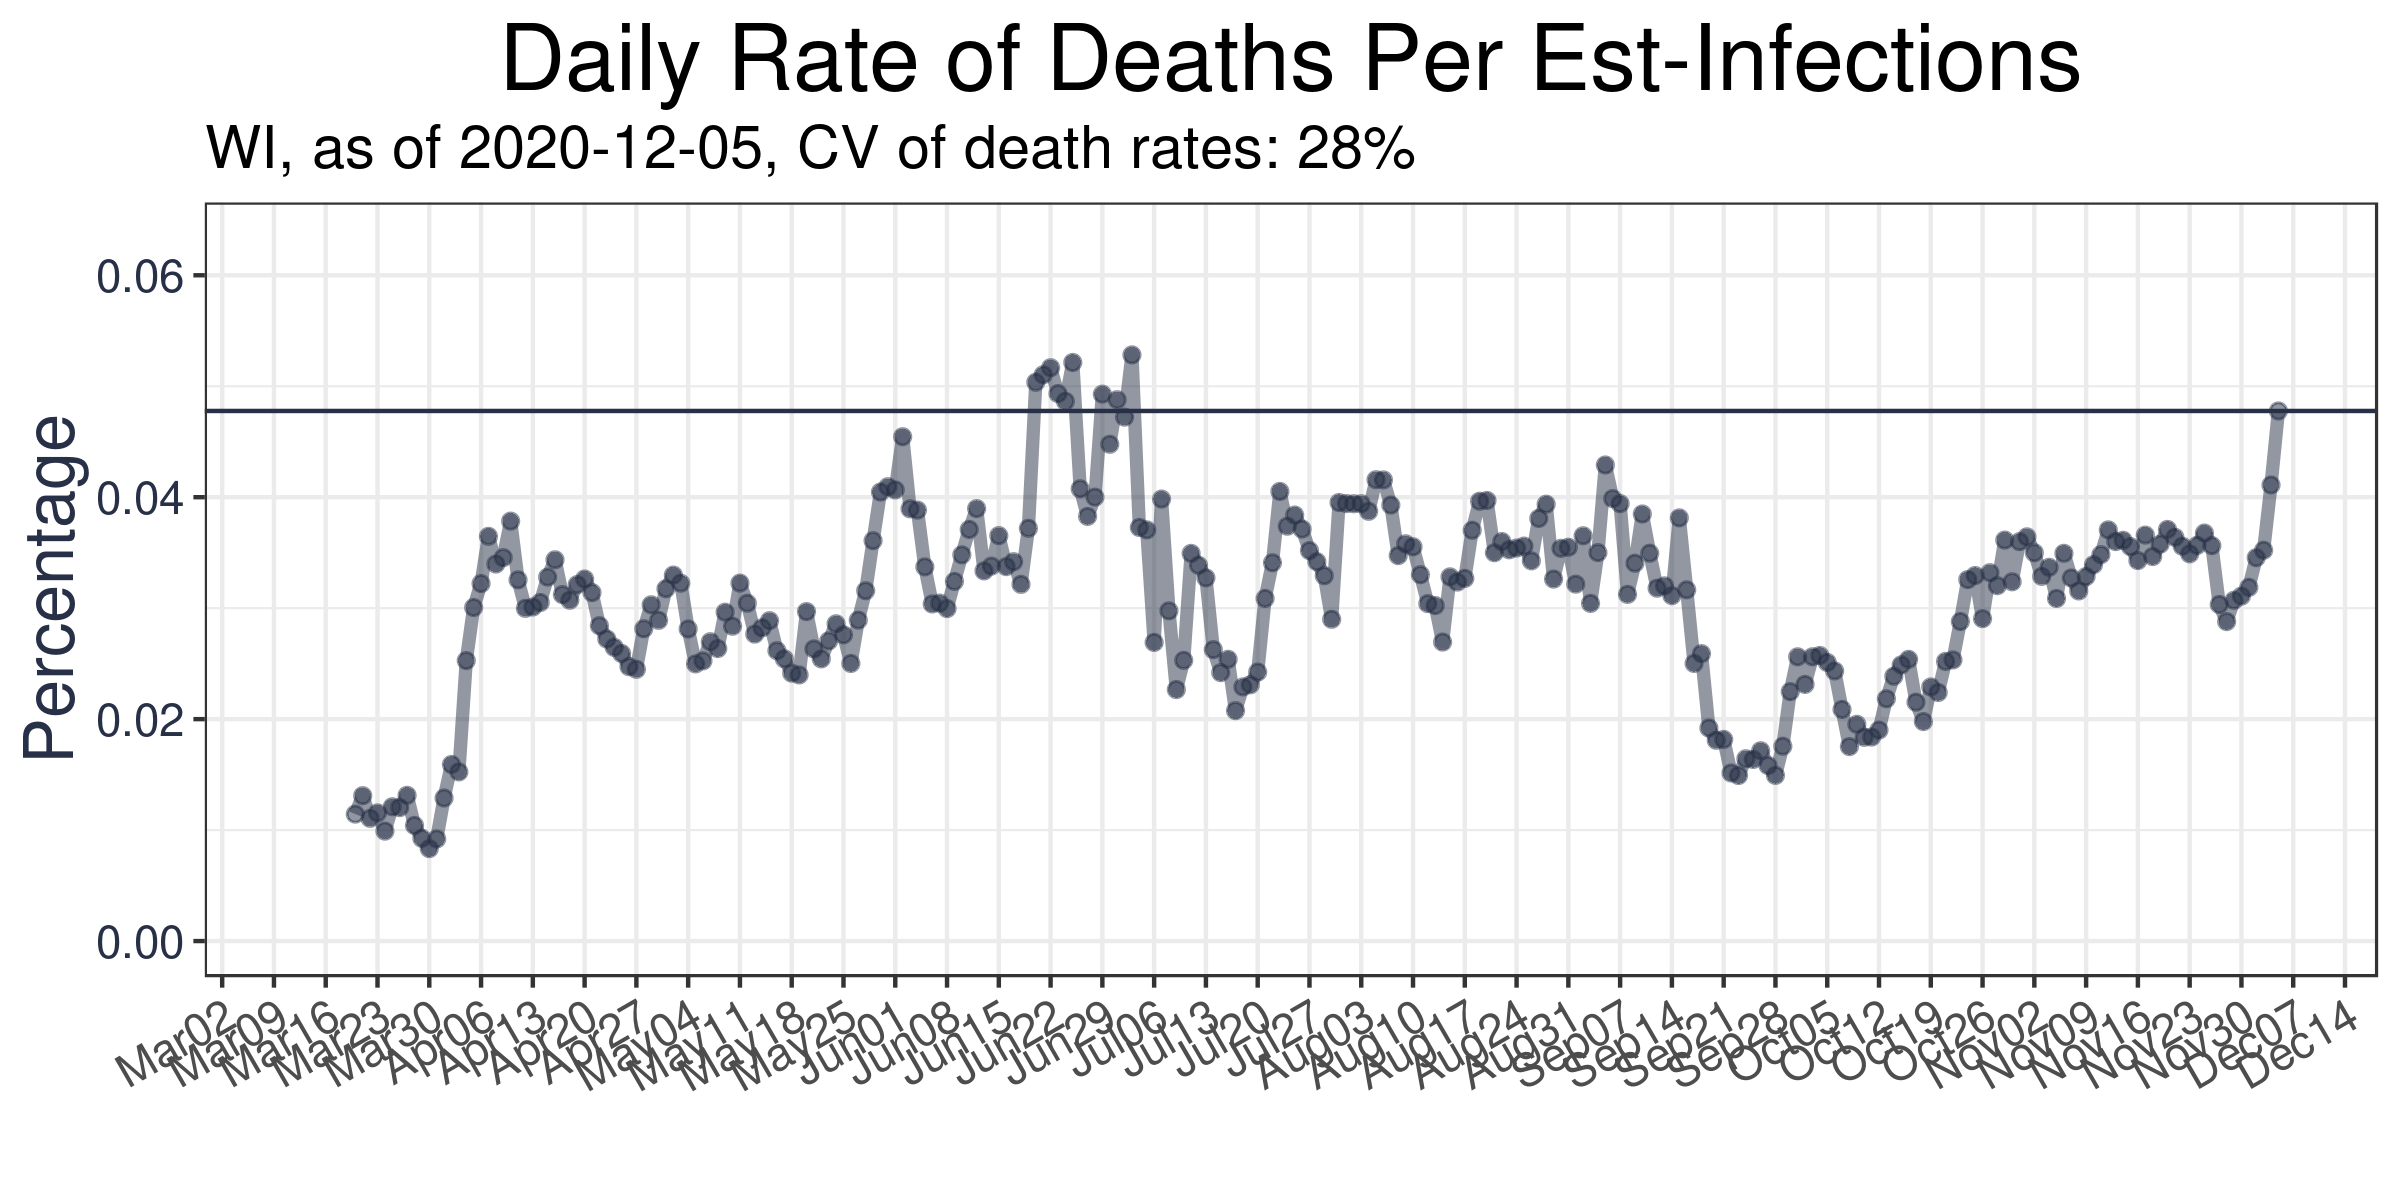 Daily Rate of Deaths Per Est-Infections
WI, as of 2020-12-05, CV of death rates: 28%
Percentage
0.06
0.04
0.02
0.00
Mar02
Mar09
Mar16
Mar23
Mar30
Apr06
Apr13
Apr20
Apr27
May04
May11
May18
May25
Jun01
Jun08
Jun15
Jun22
Jun29
Jul06
Jul13
Jul20
Jul27
Aug03
Aug10
Aug17
Aug24
Aug31
Sep07
Sep14
Sep21
Sep28
Oct05
Oct12
Oct19
Oct26
Nov02
Nov09
Nov16
Nov23
Nov30
Dec07
Dec14